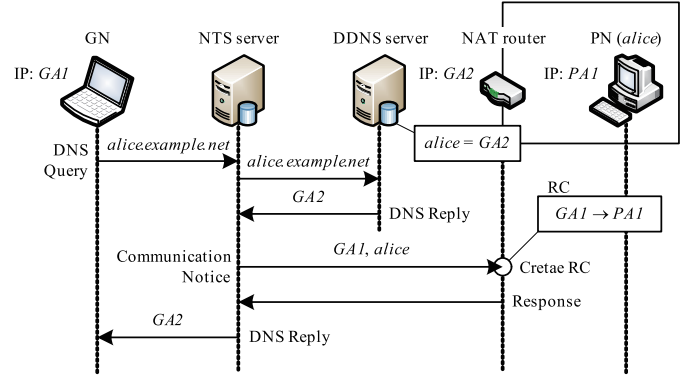 GN
NTS server
DDNS server
NAT router
PN (alice)
IP: GA1
IP: GA2
IP: PA1
alice = GA2
DNS
Query
alice.example.net
alice.example.net
GA2
DNS Reply
RC
GA1 → PA1
Communication
Notice
GA1, alice
Cretae RC
Response
GA2
DNS Reply